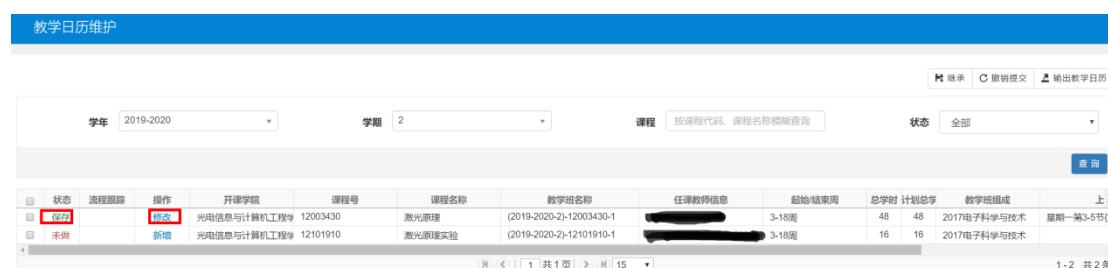 教学日历维护
继承 撤销提交 输出教学日历
学年 2019-2020 学期 2 课程 按课程代码、课程名称模糊查询 状态 全部
查询
状态 流程跟踪 操作 开课学院 课程号 课程名称 教学班名称 任课教师信息 起始/结束周 总学时 计划总学 教学班组成 上
保存 修改 光电信息与计算机工程学 12003430 激光原理 (2019-2020-2)-12003430-1 3-18周 48 48 2017电子科学与技术 星期一第3-5节(
未做 新增 光电信息与计算机工程学 12101910 激光原理实验 (2019-2020-2)-12101910-1 3-18周 16 16 2017电子科学与技术
1 共1页 15 1-2 共2条